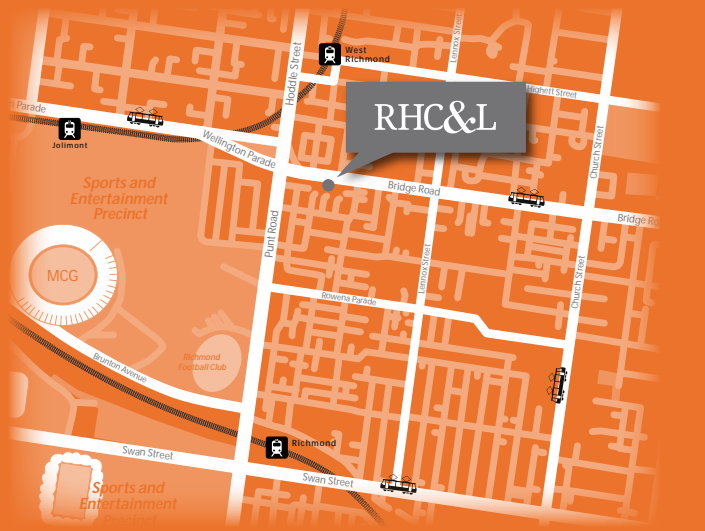 West
Richmond
Hoddle Street
Lennox Street
Highett Street
Parade
Jolimont
Wellington Parade
RHC&L
Church Street
Bridge Road
Bridge
Sports and
Entertainment
Precinct
Punt Road
MCG
Lennox Street
Church Street
Rowena Parade
Richmond
Football Club
Brunton Avenue
Richmond
Swan Street
Swan Street
Sports and
Entertainment
Precinct